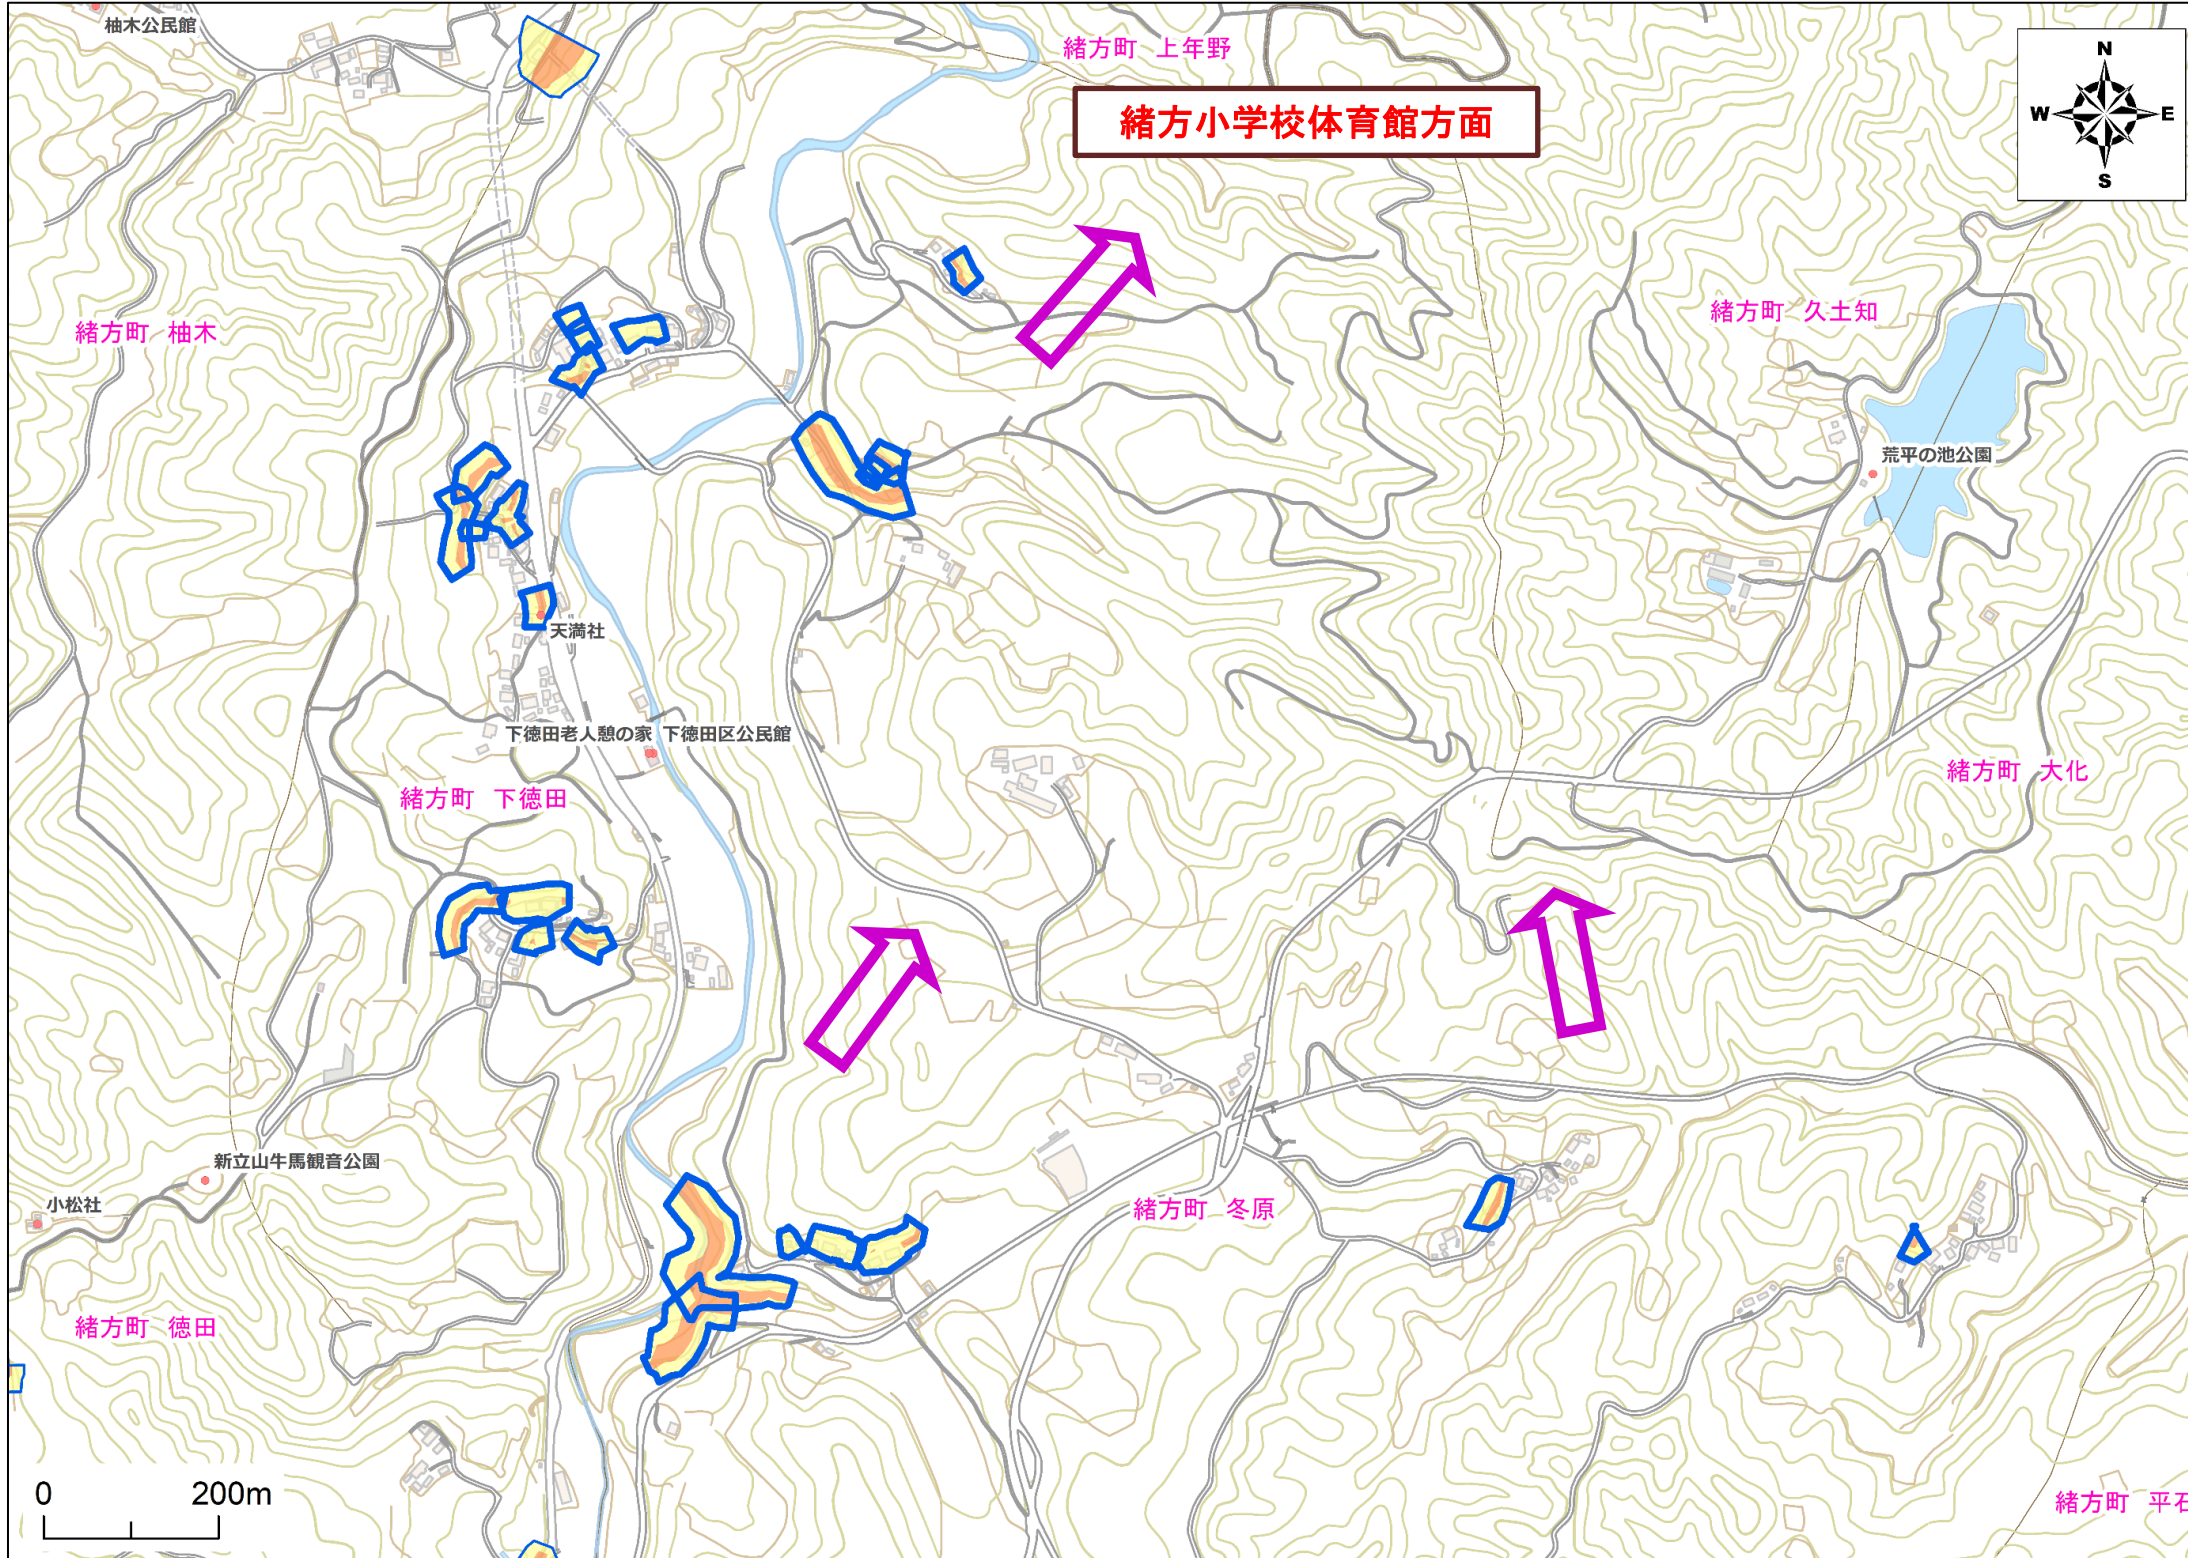 柚木公民館
緒方町 上年野
緒方小学校体育館方面
N
W
E
S
緒方町 柚木
緒方町 久土知
荒平の池公園
天満社
下徳田老人憩の家
下徳田区公民館
緒方町 下徳田
緒方町 大化
新立山牛馬観音公園
小松社
緒方町 冬原
緒方町 徳田
0 200m
緒方町 平石